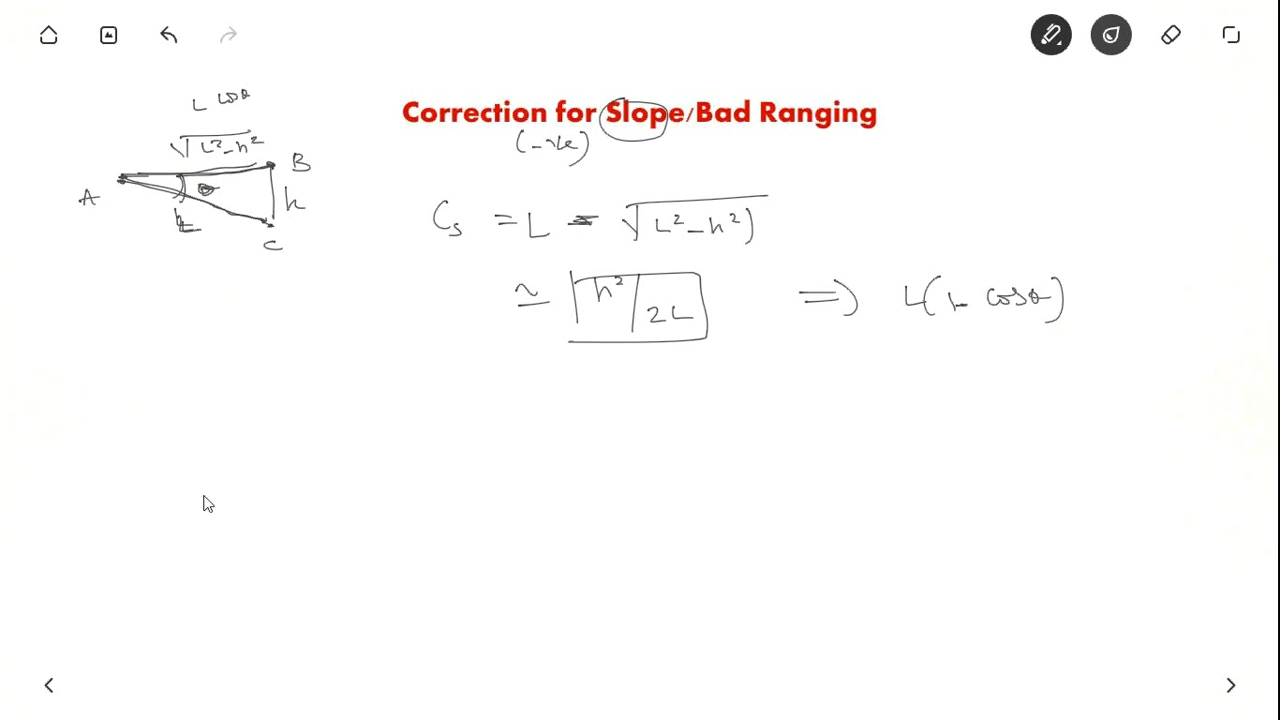 L cosθ
Correction for Slope/Bad Ranging
(-ve)
√L²-h²
B
A
θ
h
L
C
Cs = L - √(L²-h²)
≃ h²/2L ⇒ L(1- cosθ)